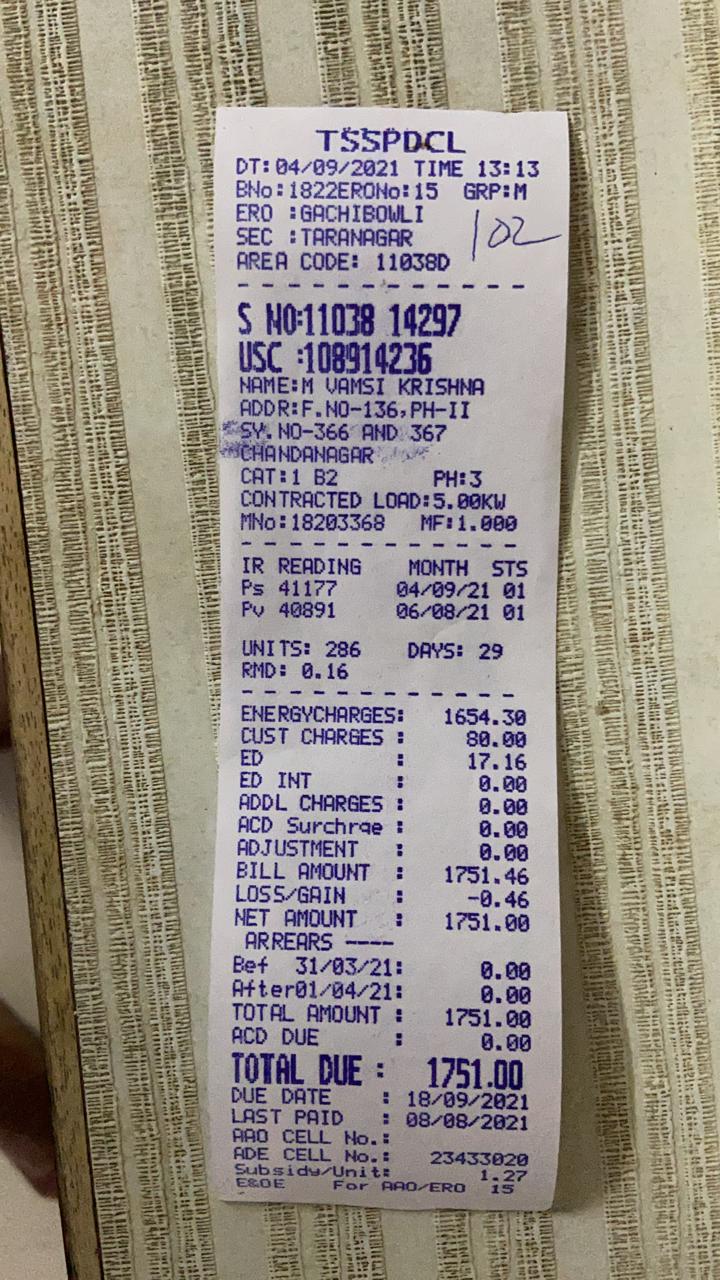 TSSPDCL
DT:04/09/2021 TIME 13:13
BNo:1822ERONo:15 GRP:M
ERO :GACHIBOWLI
SEC :TARANAGAR
102
AREA CODE: 11038D
- - - - - - - - - - - - -
S NO:11038 14297
USC :108914236
NAME:M VAMSI KRISHNA
ADDR:F.NO-136,PH-II
SY.NO-366 AND 367
CHANDANAGAR
CAT:1 B2 PH:3
CONTRACTED LOAD:5.00KW
MNo:18203368 MF:1.000
- - - - - - - - - - - - -
IR READING MONTH STS
Ps 41177 04/09/21 01
Pv 40891 06/08/21 01
UNITS: 286 DAYS: 29
RMD: 0.16
- - - - - - - - - - - - -
ENERGYCHARGES: 1654.30
CUST CHARGES : 80.00
ED : 17.16
ED INT : 0.00
ADDL CHARGES : 0.00
ACD Surchrge : 0.00
ADJUSTMENT : 0.00
BILL AMOUNT : 1751.46
LOSS/GAIN : -0.46
NET AMOUNT : 1751.00
ARREARS ----
Bef 31/03/21: 0.00
After01/04/21: 0.00
TOTAL AMOUNT : 1751.00
ACD DUE : 0.00
TOTAL DUE : 1751.00
DUE DATE : 18/09/2021
LAST PAID : 08/08/2021
AAO CELL No.:
ADE CELL No.: 23433020
Subsidy/Unit: 1.27
E&OE For AAO/ERO 15